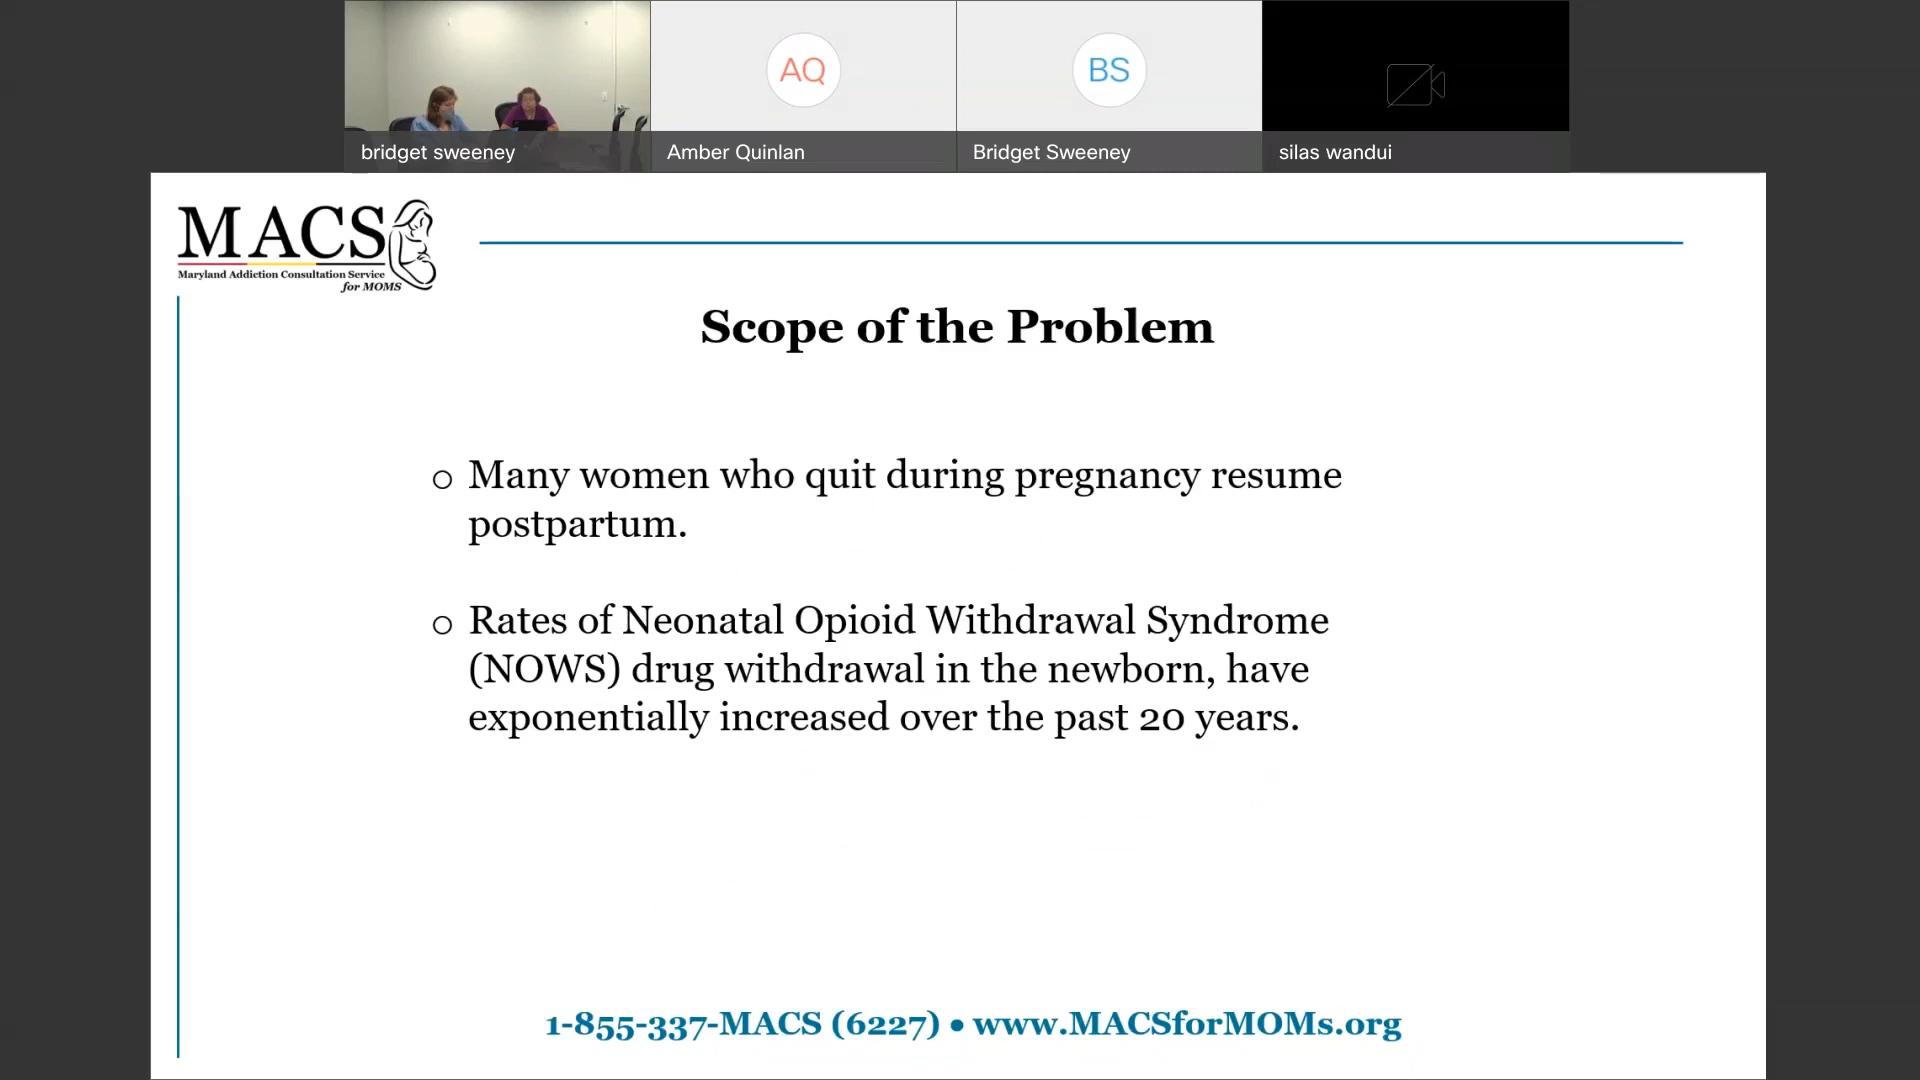 AQ
BS
bridget sweeney
Amber Quinlan
Bridget Sweeney
silas wandui
MACS
Maryland Addiction Consultation Service
for MOMS
Scope of the Problem
o Many women who quit during pregnancy resume
postpartum.
o Rates of Neonatal Opioid Withdrawal Syndrome
(NOWS) drug withdrawal in the newborn, have
exponentially increased over the past 20 years.
1-855-337-MACS (6227) • www.MACSforMOMs.org